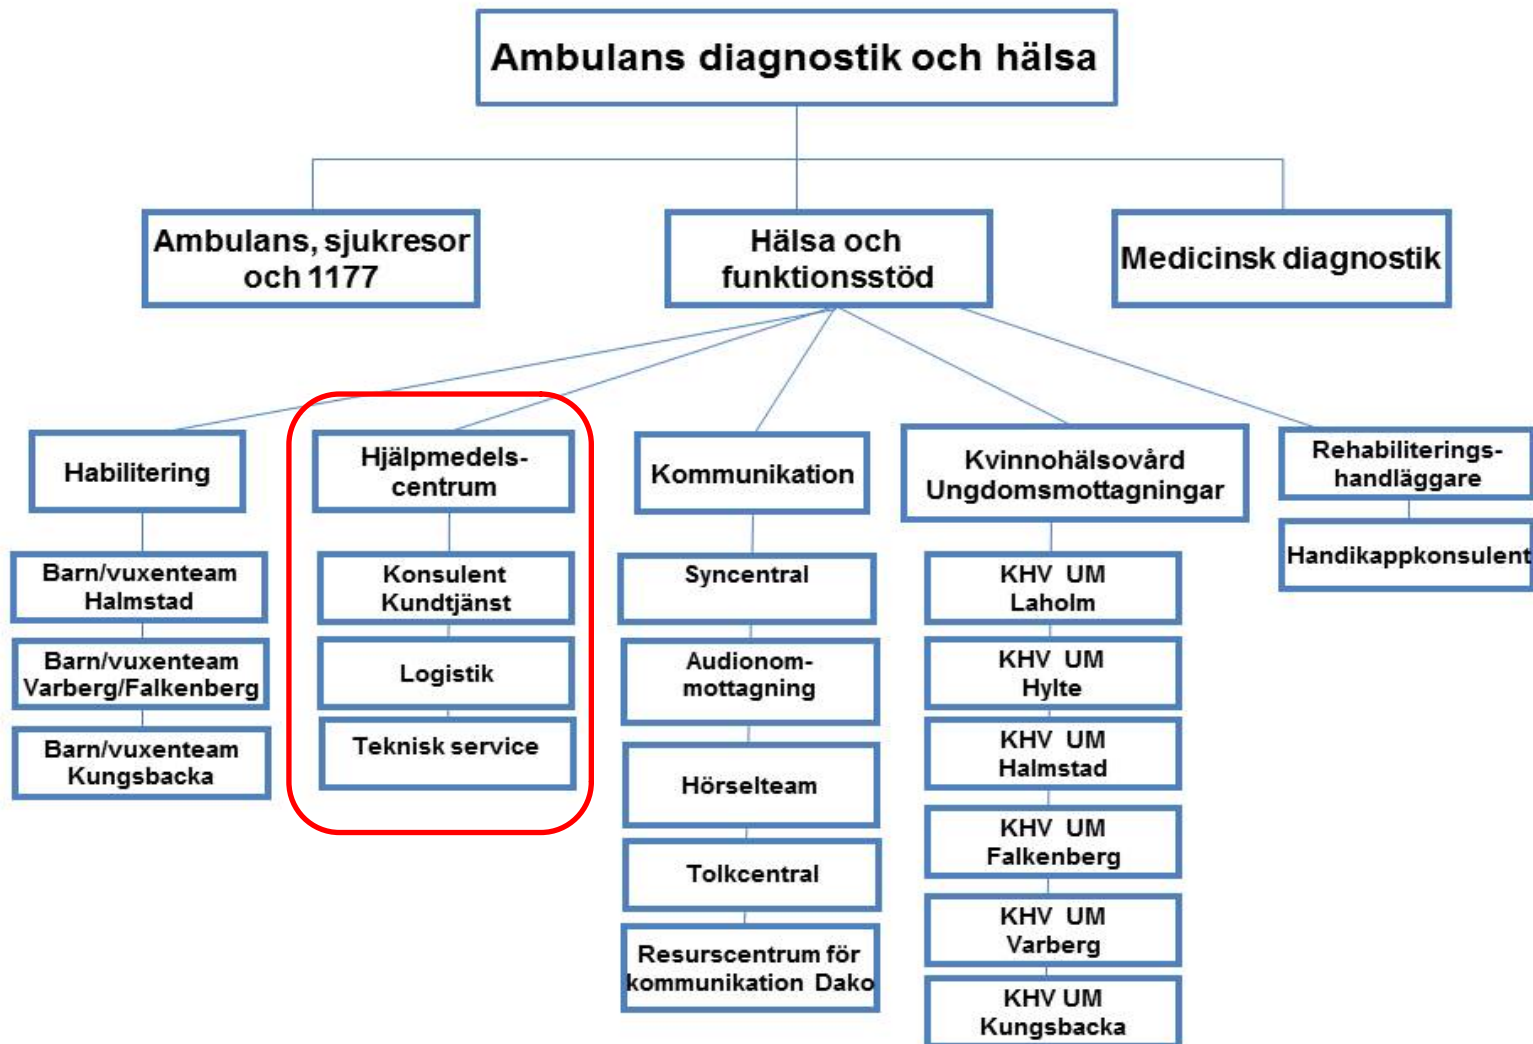 Ambulans diagnostik och hälsa
Ambulans, sjukresor
och 1177
Hälsa och
funktionsstöd
Medicinsk diagnostik
Habilitering
Barn/vuxenteam
Halmstad
Barn/vuxenteam
Varberg/Falkenberg
Barn/vuxenteam
Kungsbacka
Hjälpmedels-
centrum
Konsulent
Kundtjänst
Logistik
Teknisk service
Kommunikation
Syncentral
Audionom-
mottagning
Hörselteam
Tolkcentral
Resurscentrum för
kommunikation Dako
Kvinnohälsovård
Ungdomsmottagningar
KHV UM
Laholm
KHV UM
Hylte
KHV UM
Halmstad
KHV UM
Falkenberg
KHV UM
Varberg
KHV UM
Kungsbacka
Rehabiliterings-
handläggare
Handikappkonsulent